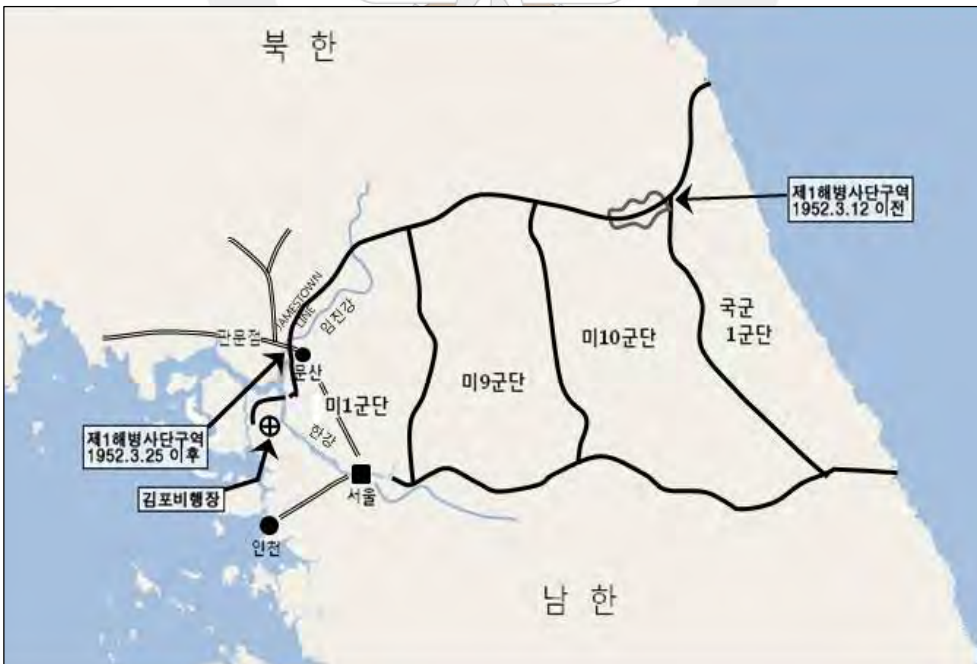 북 한
제1해병사단구역
1952.3.12 이전
JAMESTOWN
LINE
임진강
국군
1군단
판문점
문산
미10군단
미9군단
미1군단
한강
제1해병사단구역
1952.3.25 이후
김포비행장
서울
인천
남 한